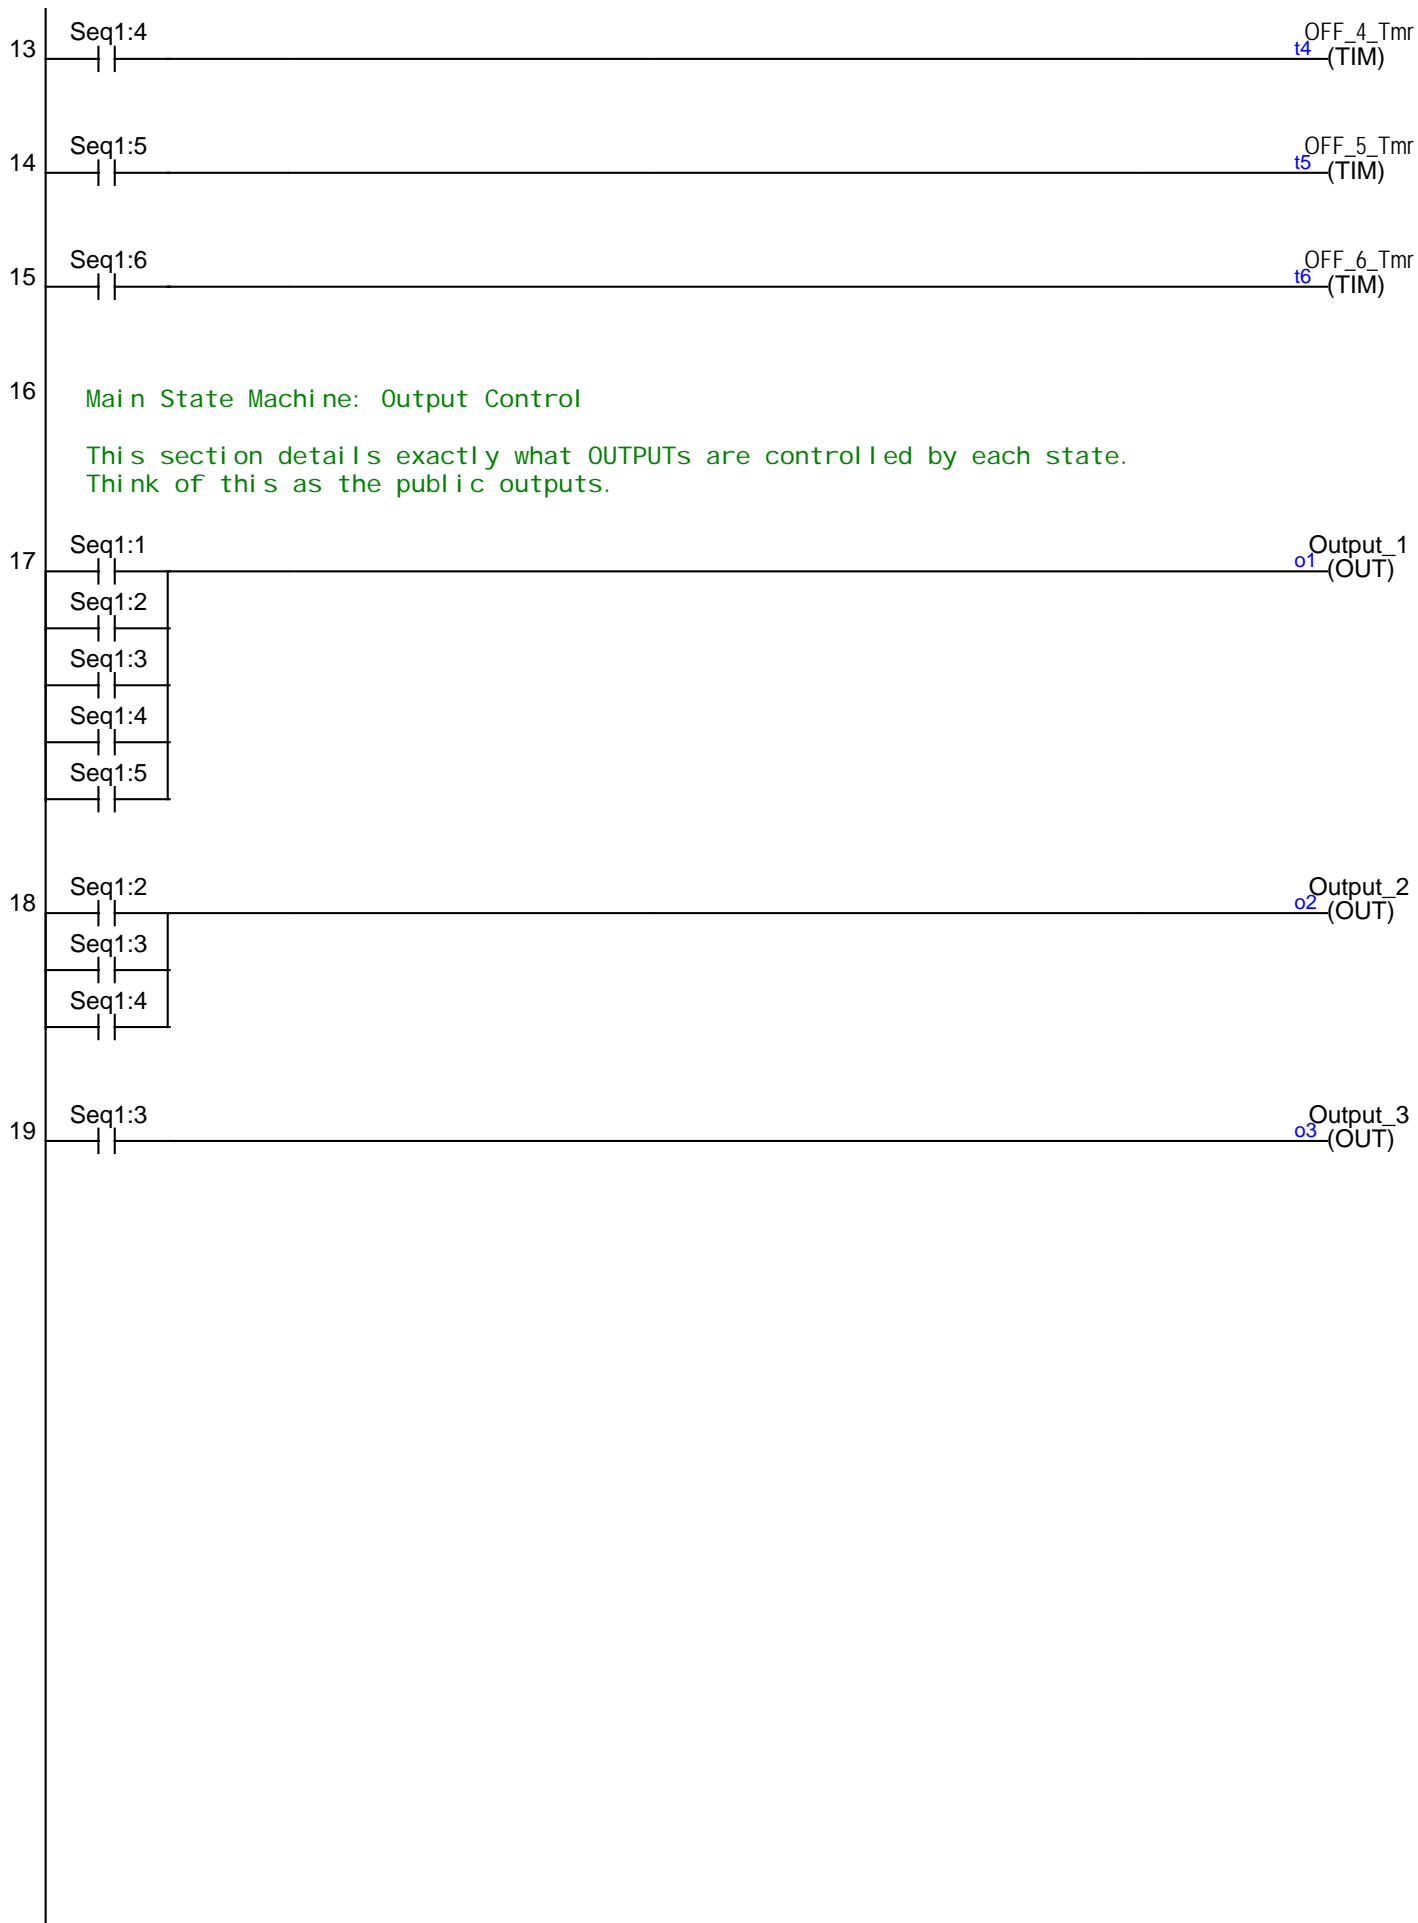 Seq1:4 OFF_4_Tmr
13 t4 (TIM)
Seq1:5 OFF_5_Tmr
14 t5 (TIM)
Seq1:6 OFF_6_Tmr
15 t6 (TIM)
16 Main State Machine: Output Control
This section details exactly what OUTPUTs are controlled by each state.
Think of this as the public outputs.
Seq1:1 Output_1
17 o1 (OUT)
Seq1:2
Seq1:3
Seq1:4
Seq1:5
Seq1:2 Output_2
18 o2 (OUT)
Seq1:3
Seq1:4
Seq1:3 Output_3
19 o3 (OUT)